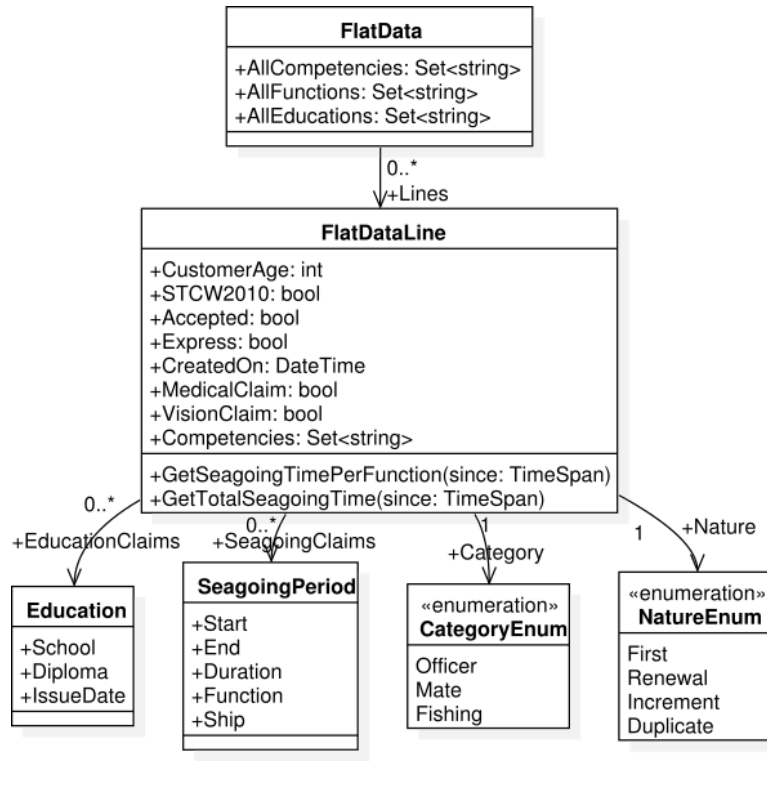 FlatData
+AllCompetencies: Set<string>
+AllFunctions: Set<string>
+AllEducations: Set<string>
0..*
+Lines
FlatDataLine
+CustomerAge: int
+STCW2010: bool
+Accepted: bool
+Express: bool
+CreatedOn: DateTime
+MedicalClaim: bool
+VisionClaim: bool
+Competencies: Set<string>
+GetSeagoingTimePerFunction(since: TimeSpan)
+GetTotalSeagoingTime(since: TimeSpan)
0..*
+EducationClaims
0..*
+SeagoingClaims
1
+Category
1
+Nature
Education
+School
+Diploma
+IssueDate
SeagoingPeriod
+Start
+End
+Duration
+Function
+Ship
«enumeration»
CategoryEnum
Officer
Mate
Fishing
«enumeration»
NatureEnum
First
Renewal
Increment
Duplicate